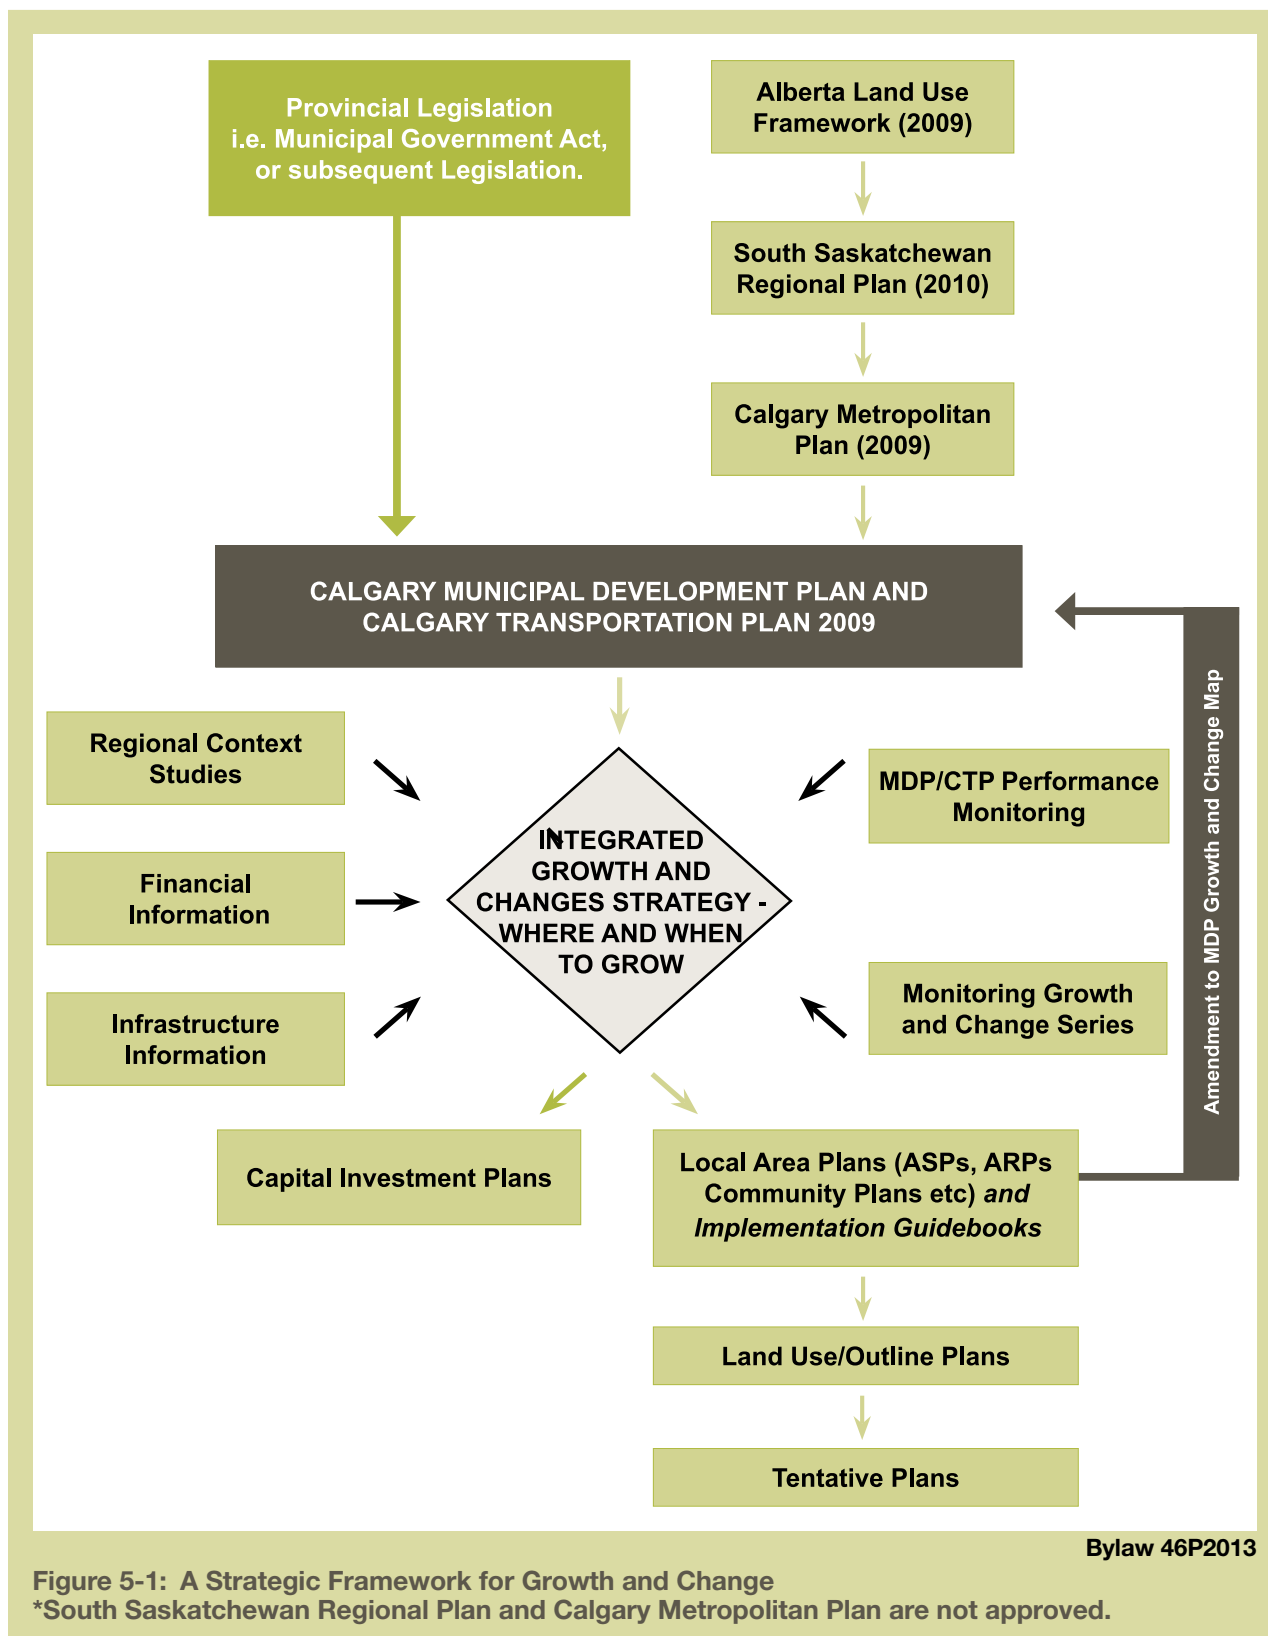 Provincial Legislation
i.e. Municipal Government Act,
or subsequent Legislation.
Alberta Land Use
Framework (2009)
South Saskatchewan
Regional Plan (2010)
Calgary Metropolitan
Plan (2009)
CALGARY MUNICIPAL DEVELOPMENT PLAN AND
CALGARY TRANSPORTATION PLAN 2009
Regional Context
Studies
Financial
Information
Infrastructure
Information
INTEGRATED
GROWTH AND
CHANGES STRATEGY -
WHERE AND WHEN
TO GROW
MDP/CTP Performance
Monitoring
Monitoring Growth
and Change Series
Amendment to MDP Growth and Change Map
Capital Investment Plans
Local Area Plans (ASPs, ARPs
Community Plans etc) and
Implementation Guidebooks
Land Use/Outline Plans
Tentative Plans
Bylaw 46P2013
Figure 5-1: A Strategic Framework for Growth and Change
*South Saskatchewan Regional Plan and Calgary Metropolitan Plan are not approved.